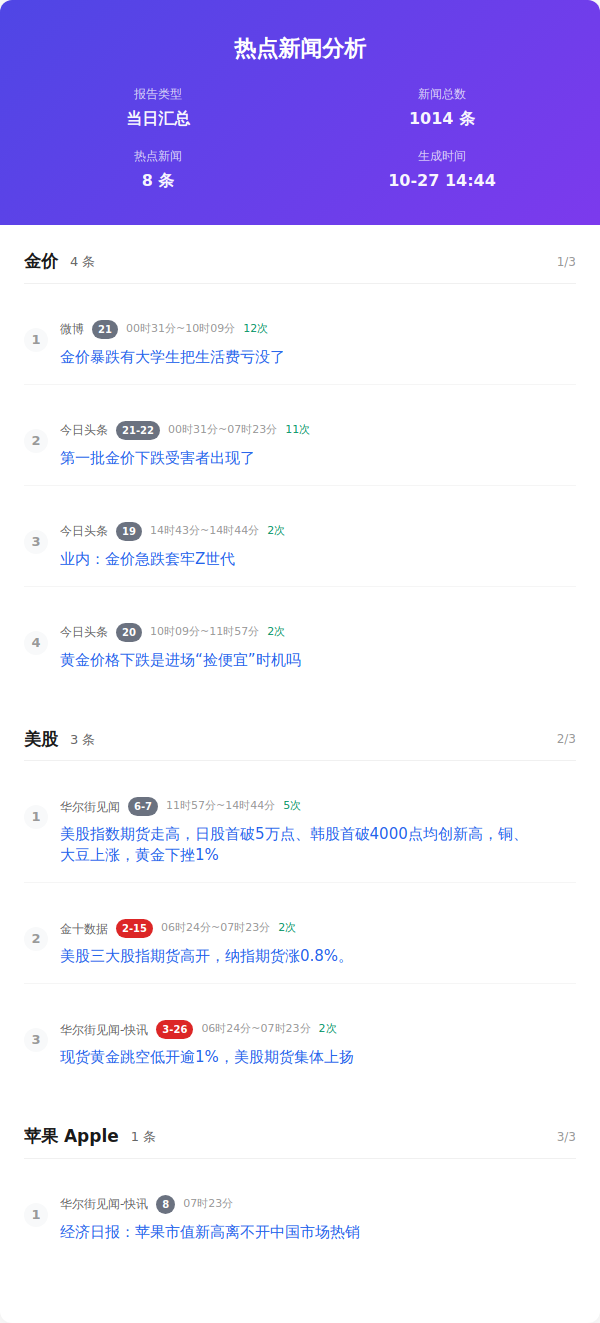 热点新闻分析
报告类型
当日汇总
新闻总数
1014 条
热点新闻
8 条
生成时间
10-27 14:44
金价 4 条 1/3
1 微博 21 00时31分~10时09分 12次
金价暴跌有大学生把生活费亏没了
2 今日头条 21-22 00时31分~07时23分 11次
第一批金价下跌受害者出现了
3 今日头条 19 14时43分~14时44分 2次
业内：金价急跌套牢Z世代
4 今日头条 20 10时09分~11时57分 2次
黄金价格下跌是进场“捡便宜”时机吗
美股 3 条 2/3
1 华尔街见闻 6-7 11时57分~14时44分 5次
美股指数期货走高，日股首破5万点、韩股首破4000点均创新高，铜、
大豆上涨，黄金下挫1%
2 金十数据 2-15 06时24分~07时23分 2次
美股三大股指期货高开，纳指期货涨0.8%。
3 华尔街见闻-快讯 3-26 06时24分~07时23分 2次
现货黄金跳空低开逾1%，美股期货集体上扬
苹果 Apple 1 条 3/3
1 华尔街见闻-快讯 8 07时23分
经济日报：苹果市值新高离不开中国市场热销